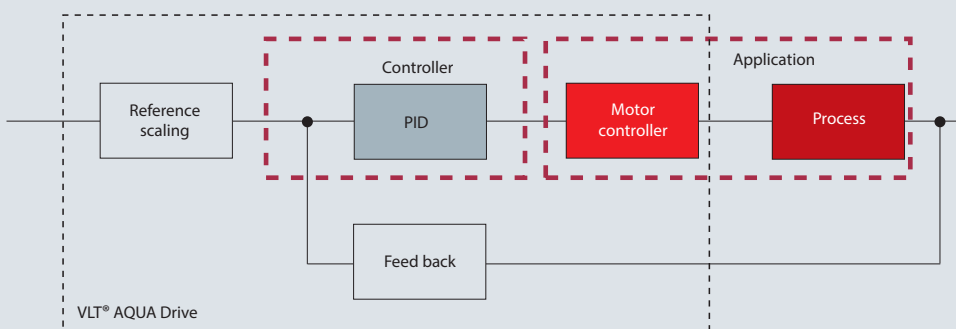 Controller
Application
Reference
scaling
PID
Motor
controller
Process
Feed back
VLT® AQUA Drive